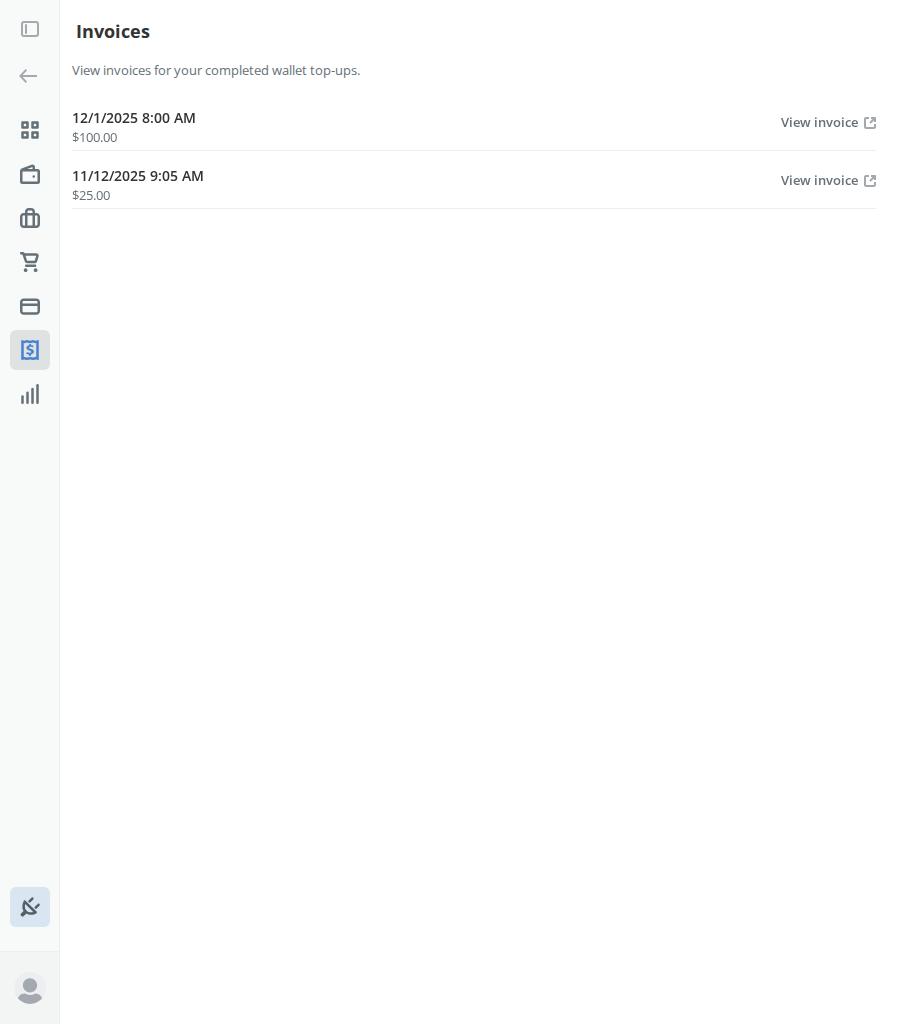 Invoices
View invoices for your completed wallet top-ups.
12/1/2025 8:00 AM
$100.00
View invoice
11/12/2025 9:05 AM
$25.00
View invoice